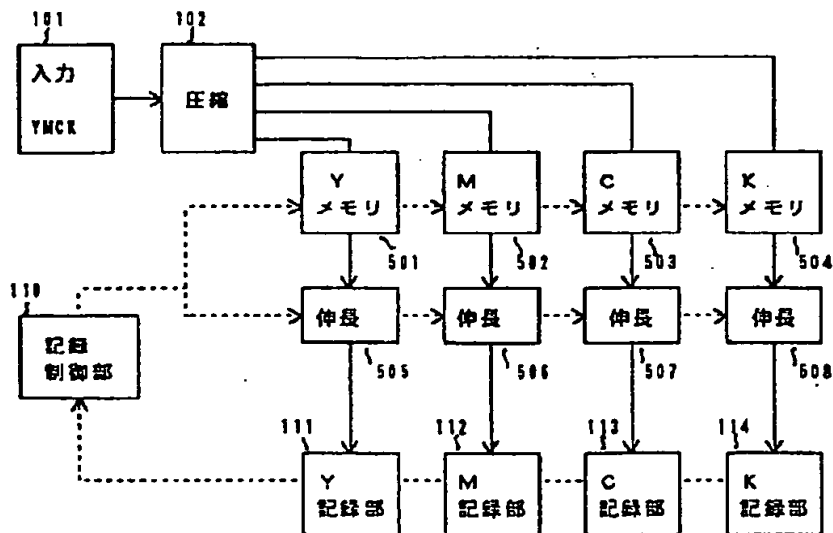 101
102
入力
YMCK
圧縮
Y
メモリ
M
メモリ
C
メモリ
K
メモリ
501
502
503
504
110
記録
制御部
伸長
伸長
伸長
伸長
505
506
507
508
111
112
113
114
Y
記録部
M
記録部
C
記録部
K
記録部